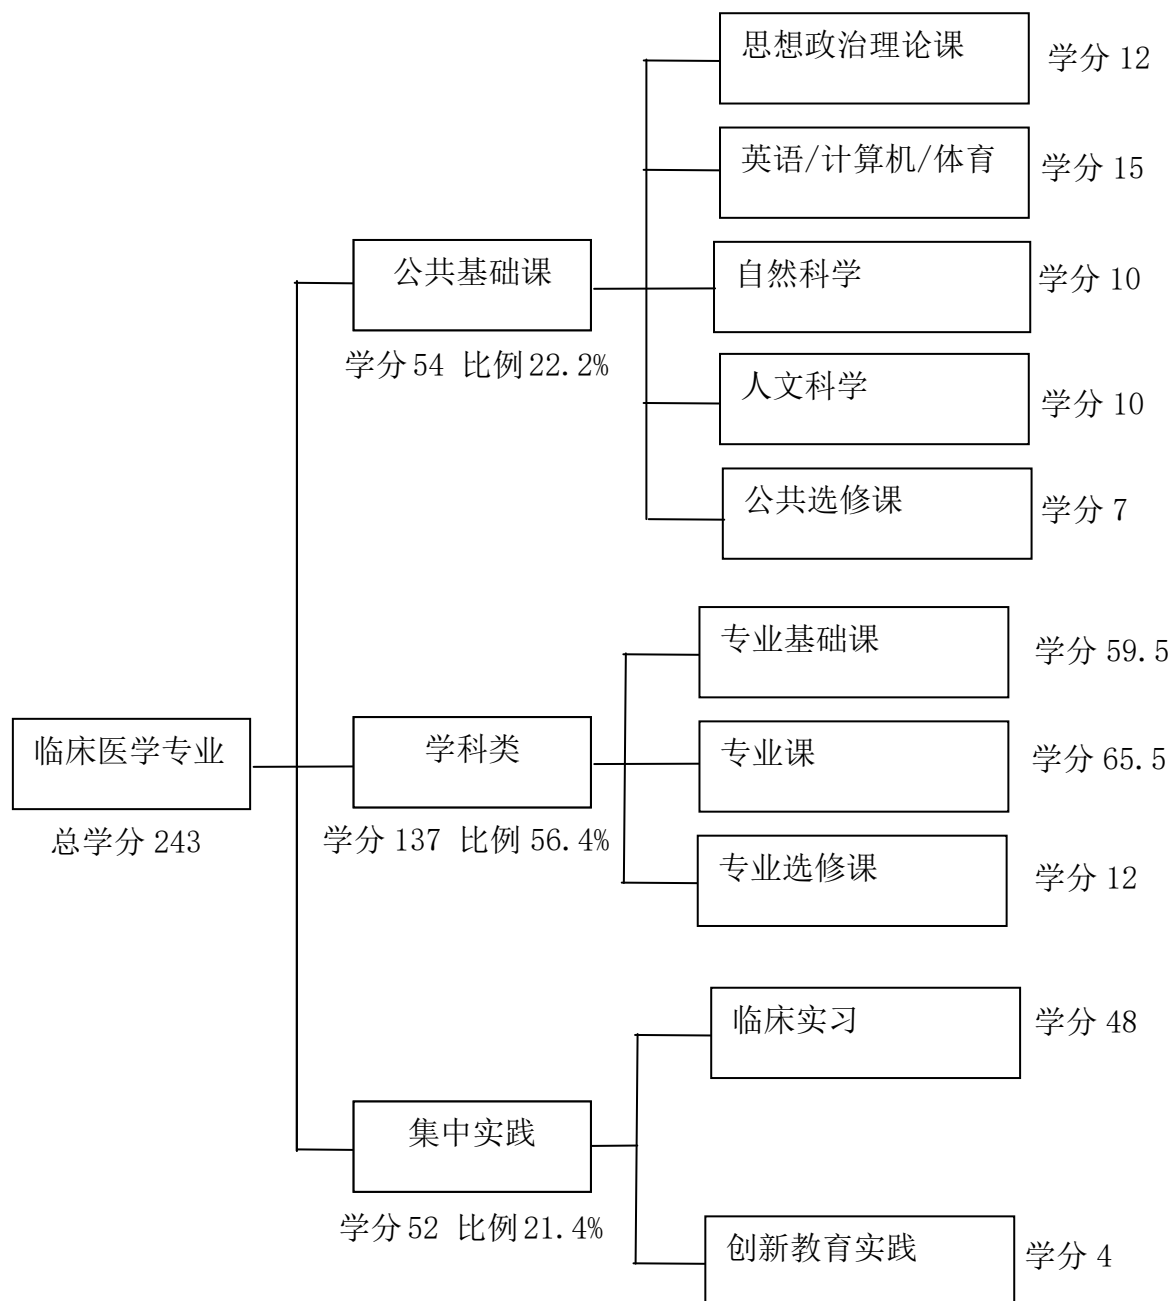 思想政治理论课 学分 12
英语/计算机/体育 学分 15
公共基础课
自然科学 学分 10
学分 54 比例 22.2%
人文科学 学分 10
公共选修课 学分 7
专业基础课 学分 59.5
临床医学专业
总学分 243
学科类
学分 137 比例 56.4%
专业课 学分 65.5
专业选修课 学分 12
集中实践
学分 52 比例 21.4%
临床实习 学分 48
创新教育实践 学分 4